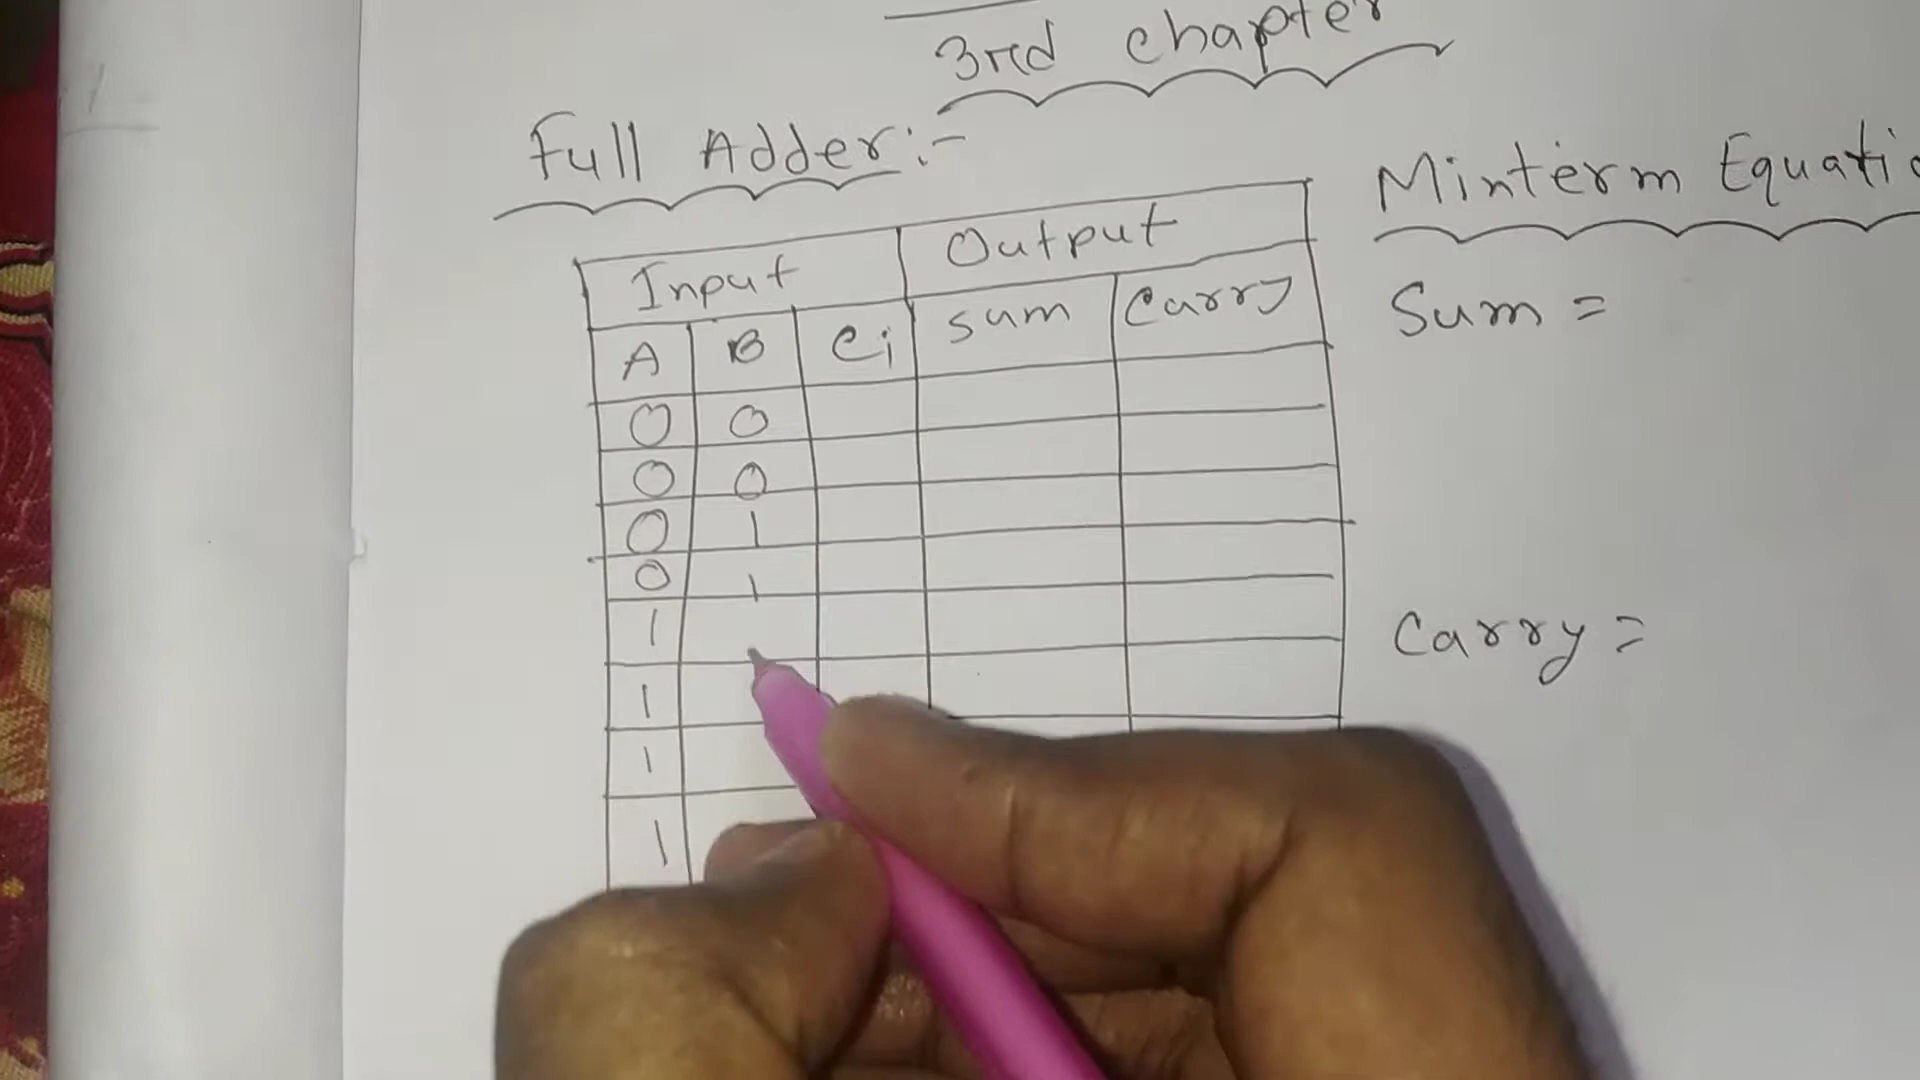 3rd chapter
Full Adder:-
Minterm Equatio
Input Output
A B Ci sum Carry
0 0
0 0
0 1
0 1
1
1
1
1
Sum =
Carry =